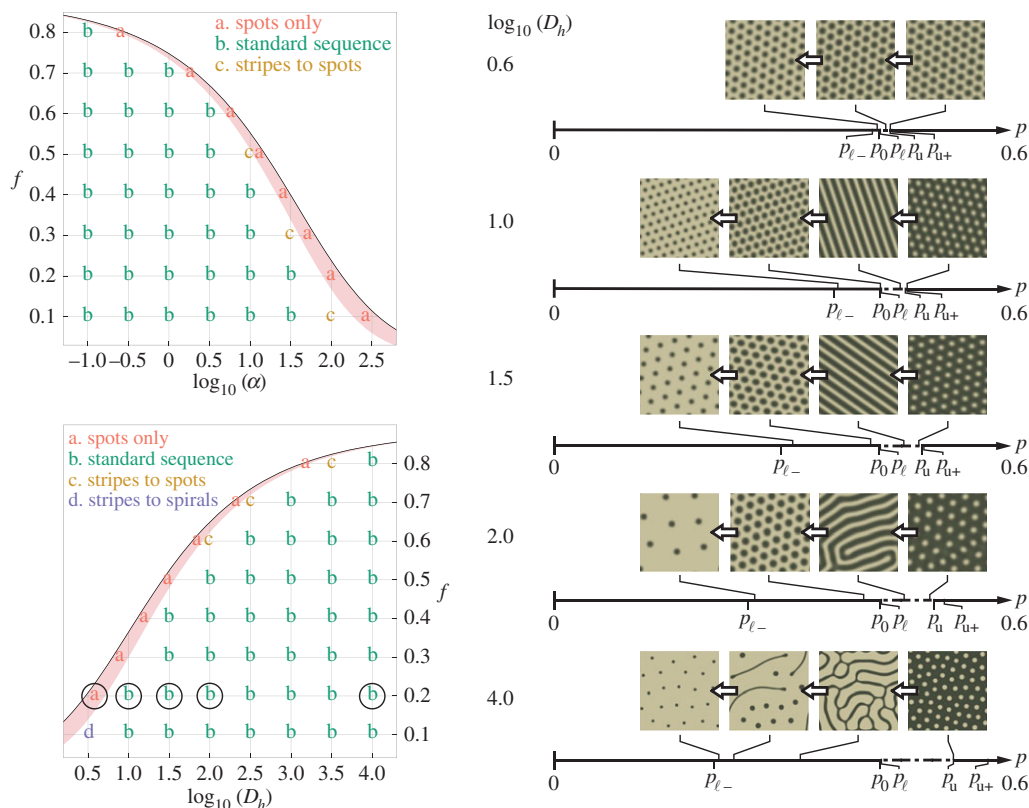 a. spots only
b. standard sequence
c. stripes to spots
0.8 b a
0.7 b b b a
0.6 b b b b a
0.5 b b b b c a
f 0.4 b b b b b a
0.3 b b b b b c a
0.2 b b b b b b a
0.1 b b b b b b c a
−1.0 −0.5 0 0.5 1.0 1.5 2.0 2.5
log10 (α)
a. spots only
b. standard sequence
c. stripes to spots
d. stripes to spirals
a c b 0.8
a c b b b 0.7
a c b b b b 0.6
a b b b b b 0.5
f
a b b b b b b 0.4
a b b b b b b 0.3
a b b b b b b b 0.2
d b b b b b b b 0.1
0.5 1.0 1.5 2.0 2.5 3.0 3.5 4.0
log10 (Dh)
log10 (Dh)
0.6
p
0 pℓ− p0 pℓ pu pu+ 0.6
1.0
p
0 pℓ− p0 pℓ pu pu+ 0.6
1.5
p
0 pℓ− p0 pℓ pu pu+ 0.6
2.0
p
0 pℓ− p0 pℓ pu pu+ 0.6
4.0
p
0 pℓ− p0 pℓ pu pu+ 0.6